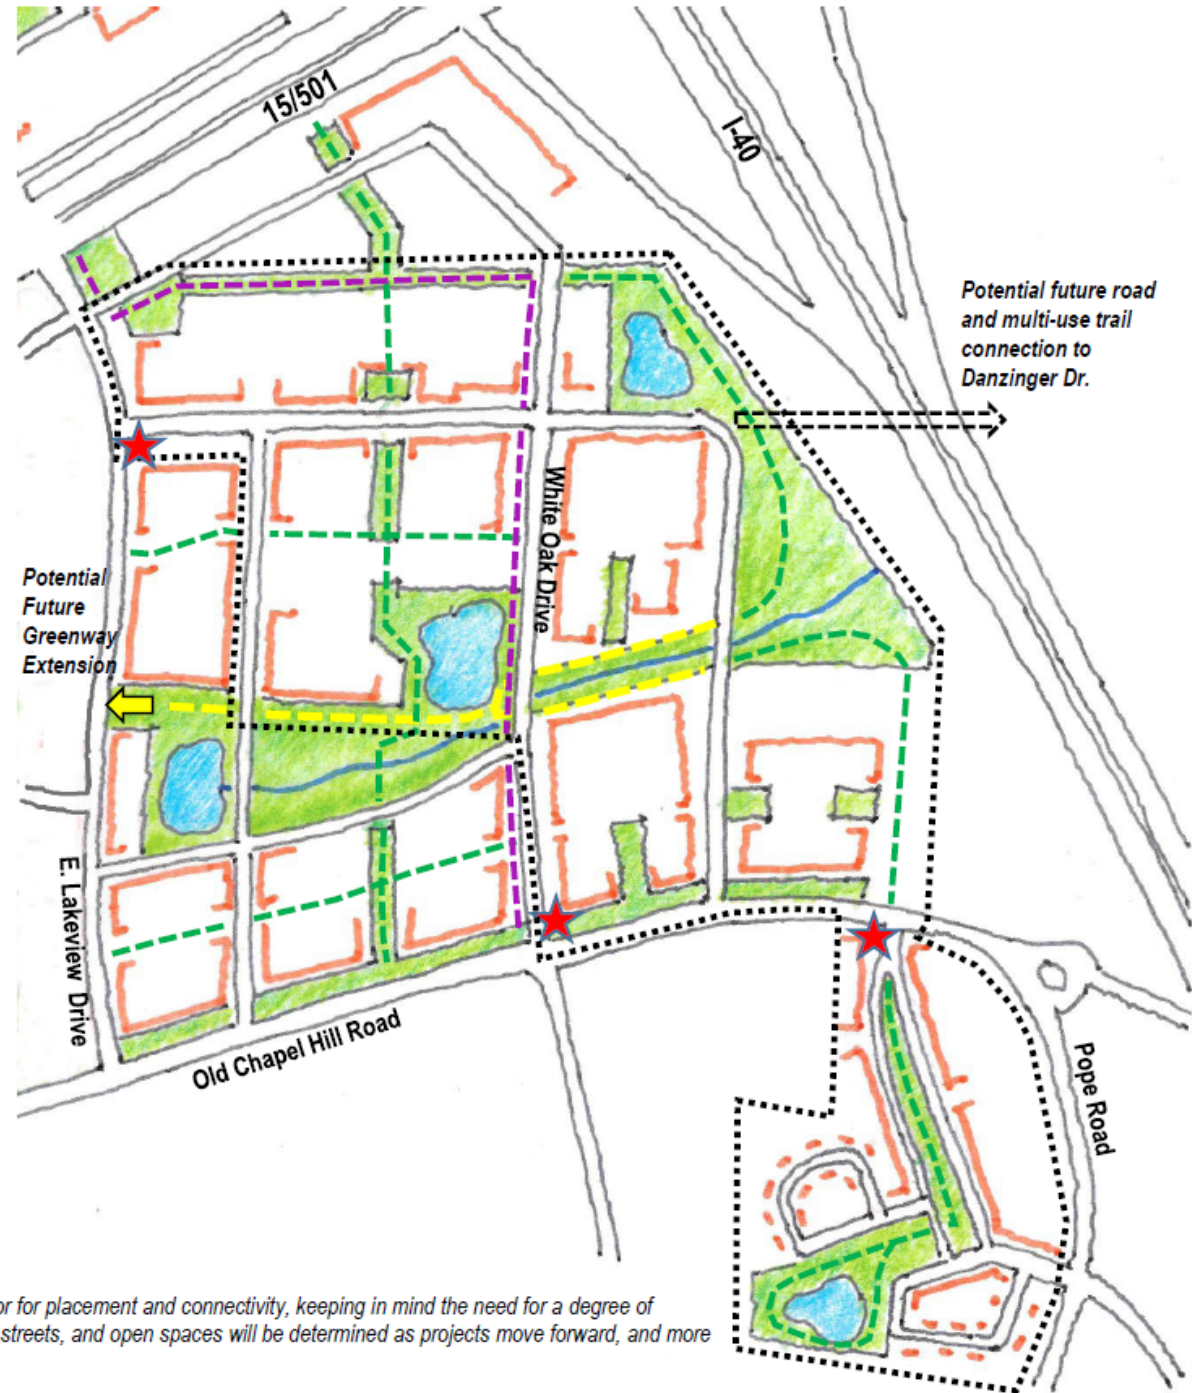 15/501
I-40
Potential future road
and multi-use trail
connection to
Danzinger Dr.
White Oak Drive
Potential
Future
Greenway
Extension
E. Lakeview Drive
Old Chapel Hill Road
Pope Road
or for placement and connectivity, keeping in mind the need for a degree of
streets, and open spaces will be determined as projects move forward, and more